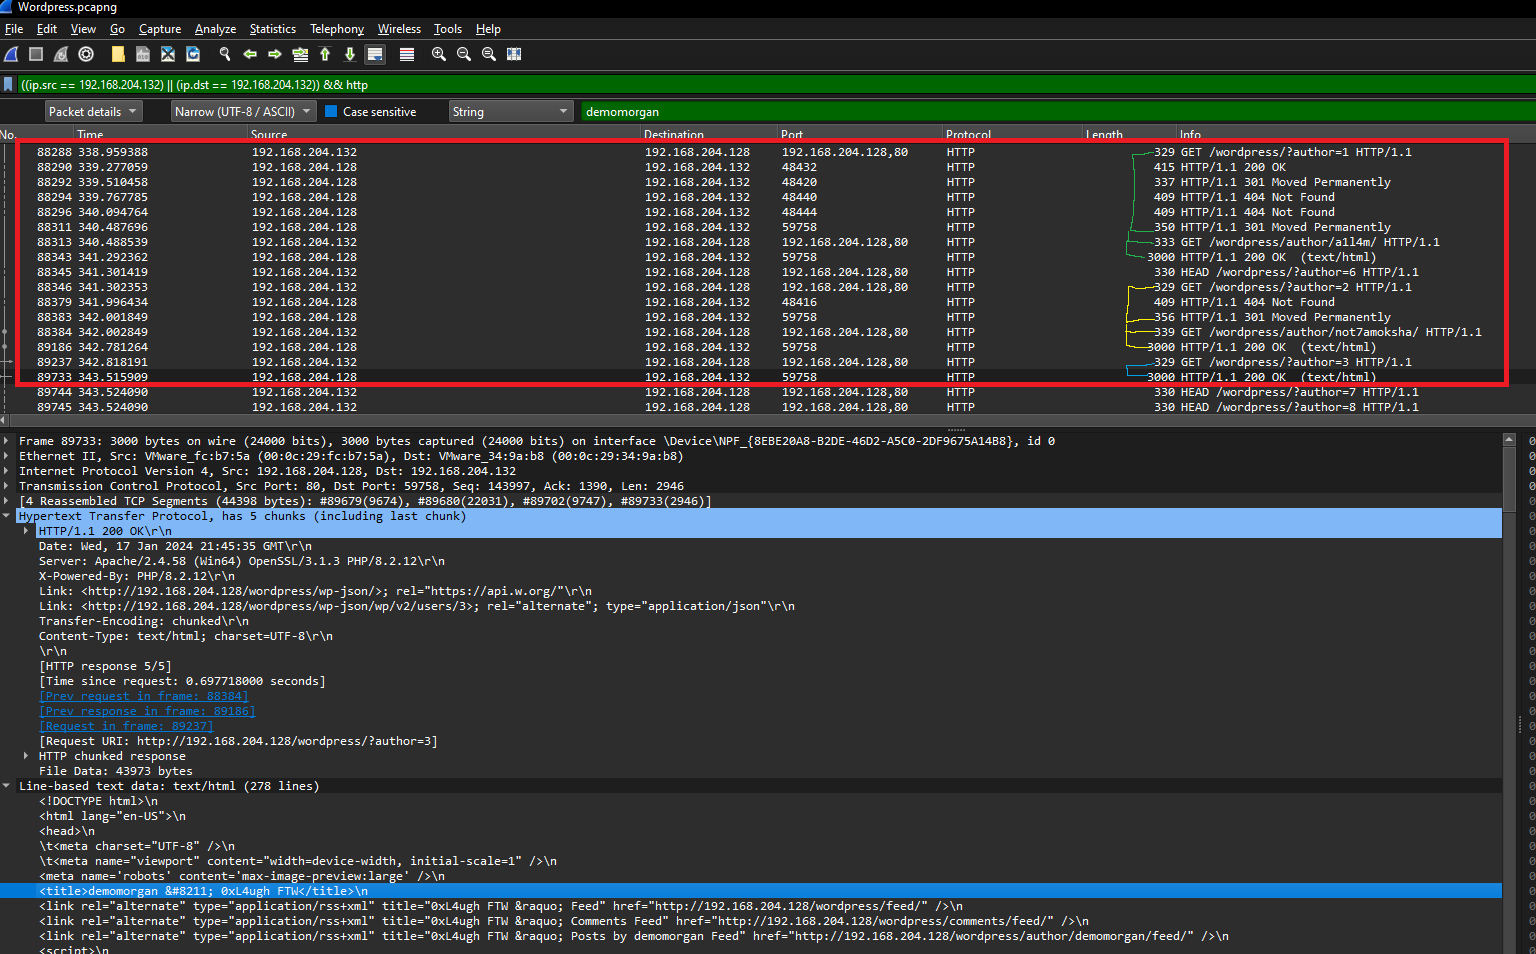 Wordpress.pcapng
File Edit View Go Capture Analyze Statistics Telephony Wireless Tools Help
((ip.src == 192.168.204.132) || (ip.dst == 192.168.204.132)) && http
Packet details Narrow (UTF-8 / ASCII) Case sensitive String demomorgan
No. Time Source Destination Port Protocol Length Info
88288 338.959388 192.168.204.132 192.168.204.128 192.168.204.128,80 HTTP 329 GET /wordpress/?author=1 HTTP/1.1
88290 339.277059 192.168.204.128 192.168.204.132 48432 HTTP 415 HTTP/1.1 200 OK
88292 339.510458 192.168.204.128 192.168.204.132 48420 HTTP 337 HTTP/1.1 301 Moved Permanently
88294 339.767785 192.168.204.128 192.168.204.132 48440 HTTP 409 HTTP/1.1 404 Not Found
88296 340.094764 192.168.204.128 192.168.204.132 48444 HTTP 409 HTTP/1.1 404 Not Found
88311 340.487696 192.168.204.128 192.168.204.132 59758 HTTP 350 HTTP/1.1 301 Moved Permanently
88313 340.488539 192.168.204.132 192.168.204.128 192.168.204.128,80 HTTP 333 GET /wordpress/author/a1l4m/ HTTP/1.1
88343 341.292362 192.168.204.128 192.168.204.132 59758 HTTP 3000 HTTP/1.1 200 OK (text/html)
88345 341.301419 192.168.204.132 192.168.204.128 192.168.204.128,80 HTTP 330 HEAD /wordpress/?author=6 HTTP/1.1
88346 341.302353 192.168.204.132 192.168.204.128 192.168.204.128,80 HTTP 329 GET /wordpress/?author=2 HTTP/1.1
88379 341.996434 192.168.204.128 192.168.204.132 48416 HTTP 409 HTTP/1.1 404 Not Found
88383 342.001849 192.168.204.128 192.168.204.132 59758 HTTP 356 HTTP/1.1 301 Moved Permanently
88384 342.002849 192.168.204.132 192.168.204.128 192.168.204.128,80 HTTP 339 GET /wordpress/author/not7amoksha/ HTTP/1.1
89186 342.781264 192.168.204.128 192.168.204.132 59758 HTTP 3000 HTTP/1.1 200 OK (text/html)
89237 342.818191 192.168.204.132 192.168.204.128 192.168.204.128,80 HTTP 329 GET /wordpress/?author=3 HTTP/1.1
89733 343.515909 192.168.204.128 192.168.204.132 59758 HTTP 3000 HTTP/1.1 200 OK (text/html)
89744 343.524090 192.168.204.132 192.168.204.128 192.168.204.128,80 HTTP 330 HEAD /wordpress/?author=7 HTTP/1.1
89745 343.524090 192.168.204.132 192.168.204.128 192.168.204.128,80 HTTP 330 HEAD /wordpress/?author=8 HTTP/1.1
Frame 89733: 3000 bytes on wire (24000 bits), 3000 bytes captured (24000 bits) on interface \Device\NPF_{8EBE20A8-B2DE-46D2-A5C0-2DF9675A14B8}, id 0
Ethernet II, Src: VMware_fc:b7:5a (00:0c:29:fc:b7:5a), Dst: VMware_34:9a:b8 (00:0c:29:34:9a:b8)
Internet Protocol Version 4, Src: 192.168.204.128, Dst: 192.168.204.132
Transmission Control Protocol, Src Port: 80, Dst Port: 59758, Seq: 143997, Ack: 1390, Len: 2946
[4 Reassembled TCP Segments (44398 bytes): #89679(9674), #89680(22031), #89702(9747), #89733(2946)]
Hypertext Transfer Protocol, has 5 chunks (including last chunk)
HTTP/1.1 200 OK\r\n
Date: Wed, 17 Jan 2024 21:45:35 GMT\r\n
Server: Apache/2.4.58 (Win64) OpenSSL/3.1.3 PHP/8.2.12\r\n
X-Powered-By: PHP/8.2.12\r\n
Link: <http://192.168.204.128/wordpress/wp-json/>; rel="https://api.w.org/"\r\n
Link: <http://192.168.204.128/wordpress/wp-json/wp/v2/users/3>; rel="alternate"; type="application/json"\r\n
Transfer-Encoding: chunked\r\n
Content-Type: text/html; charset=UTF-8\r\n
\r\n
[HTTP response 5/5]
[Time since request: 0.697718000 seconds]
[Prev request in frame: 88384]
[Prev response in frame: 89186]
[Request in frame: 89237]
[Request URI: http://192.168.204.128/wordpress/?author=3]
HTTP chunked response
File Data: 43973 bytes
Line-based text data: text/html (278 lines)
<!DOCTYPE html>\n
<html lang="en-US">\n
<head>\n
\t<meta charset="UTF-8" />\n
\t<meta name="viewport" content="width=device-width, initial-scale=1" />\n
<meta name='robots' content='max-image-preview:large' />\n
<title>demomorgan &#8211; 0xL4ugh FTW</title>\n
<link rel="alternate" type="application/rss+xml" title="0xL4ugh FTW &raquo; Feed" href="http://192.168.204.128/wordpress/feed/" />\n
<link rel="alternate" type="application/rss+xml" title="0xL4ugh FTW &raquo; Comments Feed" href="http://192.168.204.128/wordpress/comments/feed/" />\n
<link rel="alternate" type="application/rss+xml" title="0xL4ugh FTW &raquo; Posts by demomorgan Feed" href="http://192.168.204.128/wordpress/author/demomorgan/feed/" />\n
<script>\n